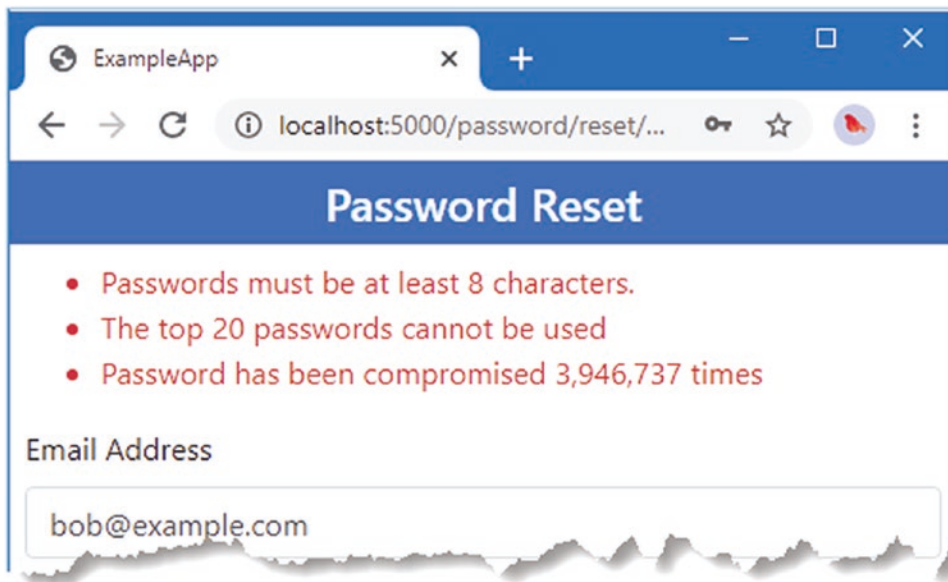 ExampleApp
localhost:5000/password/reset/...
Password Reset
• Passwords must be at least 8 characters.
• The top 20 passwords cannot be used
• Password has been compromised 3,946,737 times
Email Address
bob@example.com